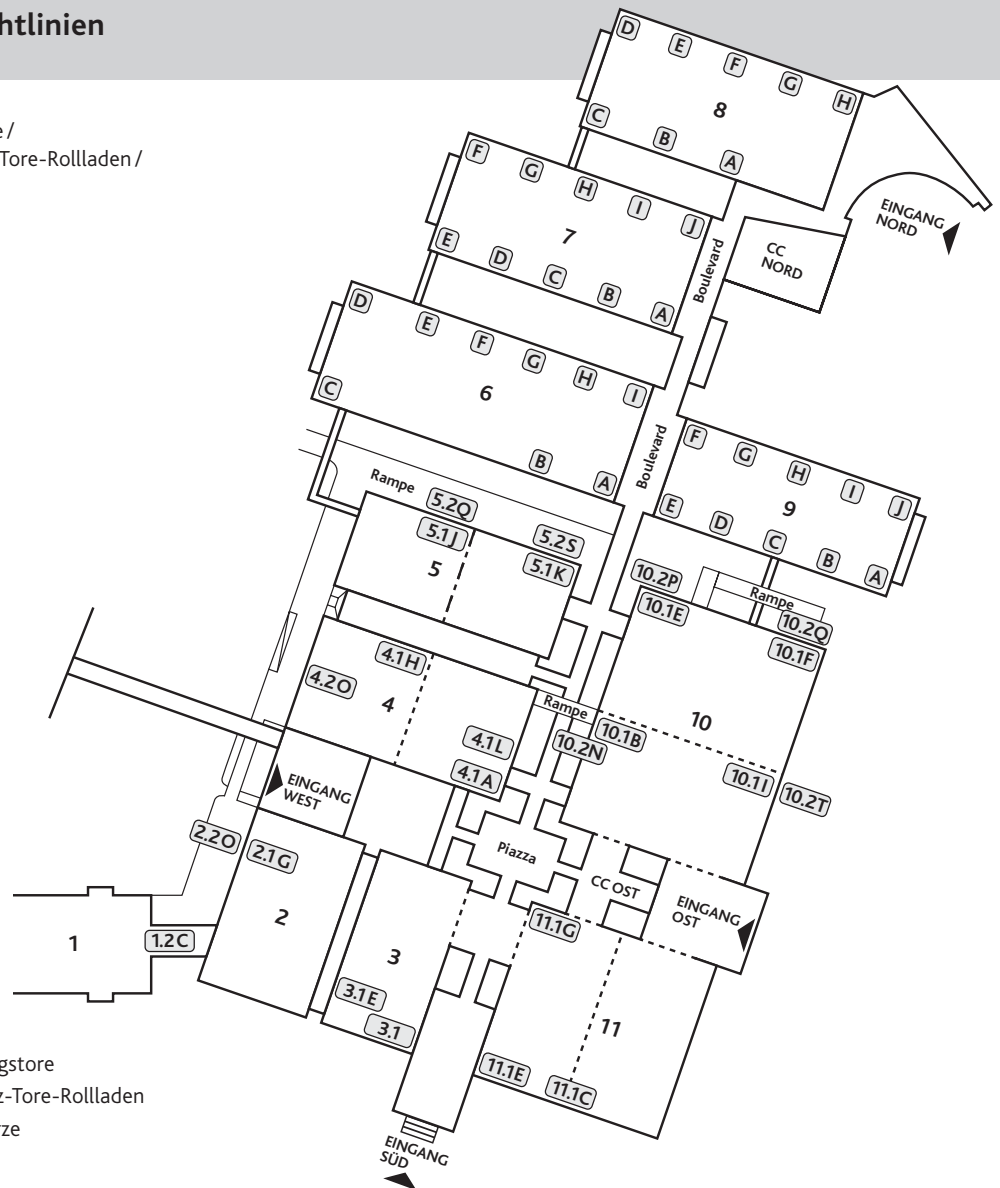 htlinien
e /
Tore-Rollladen /
D
E
F
G
H
8
C
B
A
F
G
H
I
J
7
E
D
C
B
A
EINGANG
NORD
CC
NORD
Boulevard
D
E
F
G
H
I
6
C
B
A
Boulevard
F
G
H
I
J
9
E
D
C
B
A
Rampe
5.2Q
5.1J
5.2S
5.1K
5
10.2P
10.1E
Rampe
10.2Q
10.1F
4.1H
4.2O
4
4.1L
4.1A
Rampe
10.2N
10.1B
10
10.1I
10.2T
EINGANG
WEST
2.2O
2.1G
Piazza
CC OST
EINGANG
OST
1
1.2C
2
3
3.1E
3.1
11.1G
11
11.1E
11.1C
gstore
z-Tore-Rollladen
rze
EINGANG
SÜD